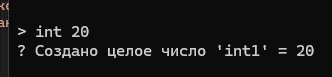 > int 20
? Создано целое число 'int1' = 20